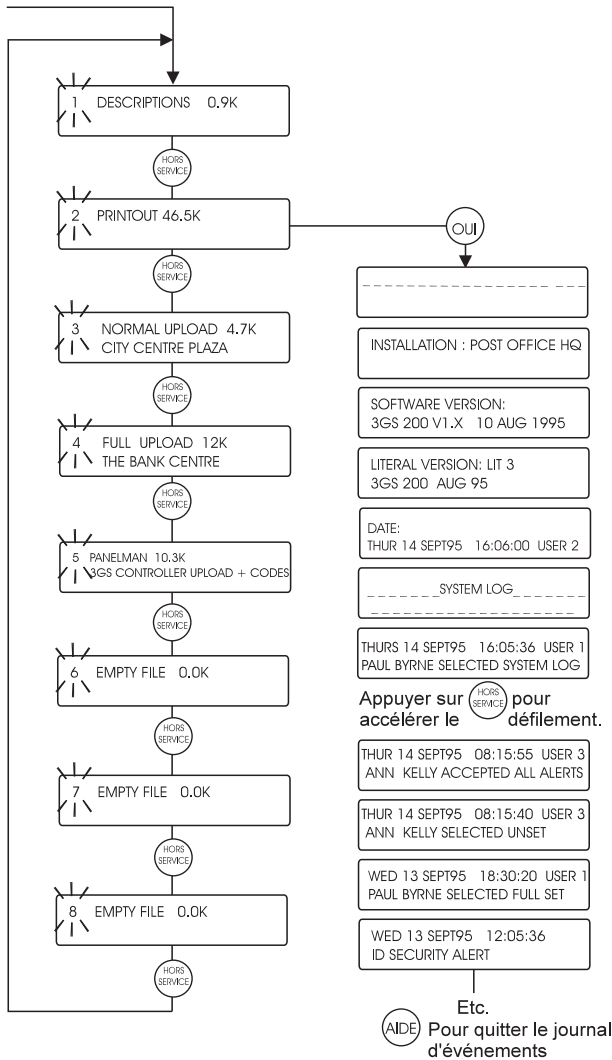 1 DESCRIPTIONS 0.9K
HORS
SERVICE
2 PRINTOUT 46.5K
HORS
SERVICE
3 NORMAL UPLOAD 4.7K
CITY CENTRE PLAZA
HORS
SERVICE
4 FULL UPLOAD 12K
THE BANK CENTRE
HORS
SERVICE
5 PANELMAN 10.3K
3GS CONTROLLER UPLOAD + CODES
HORS
SERVICE
6 EMPTY FILE 0.0K
HORS
SERVICE
7 EMPTY FILE 0.0K
HORS
SERVICE
8 EMPTY FILE 0.0K
HORS
SERVICE
OUI
INSTALLATION : POST OFFICE HQ
SOFTWARE VERSION:
3GS 200 V1.X 10 AUG 1995
LITERAL VERSION: LIT 3
3GS 200 AUG 95
DATE:
THUR 14 SEPT95 16:06:00 USER 2
_______SYSTEM LOG_______
THURS 14 SEPT95 16:05:36 USER 1
PAUL BYRNE SELECTED SYSTEM LOG
Appuyer sur HORS SERVICE pour
accélérer le défilement.
THUR 14 SEPT95 08:15:55 USER 3
ANN KELLY ACCEPTED ALL ALERTS
THUR 14 SEPT95 08:15:40 USER 3
ANN KELLY SELECTED UNSET
WED 13 SEPT95 18:30:20 USER 1
PAUL BYRNE SELECTED FULL SET
WED 13 SEPT95 12:05:36
ID SECURITY ALERT
Etc.
AIDE Pour quitter le journal
d'événements